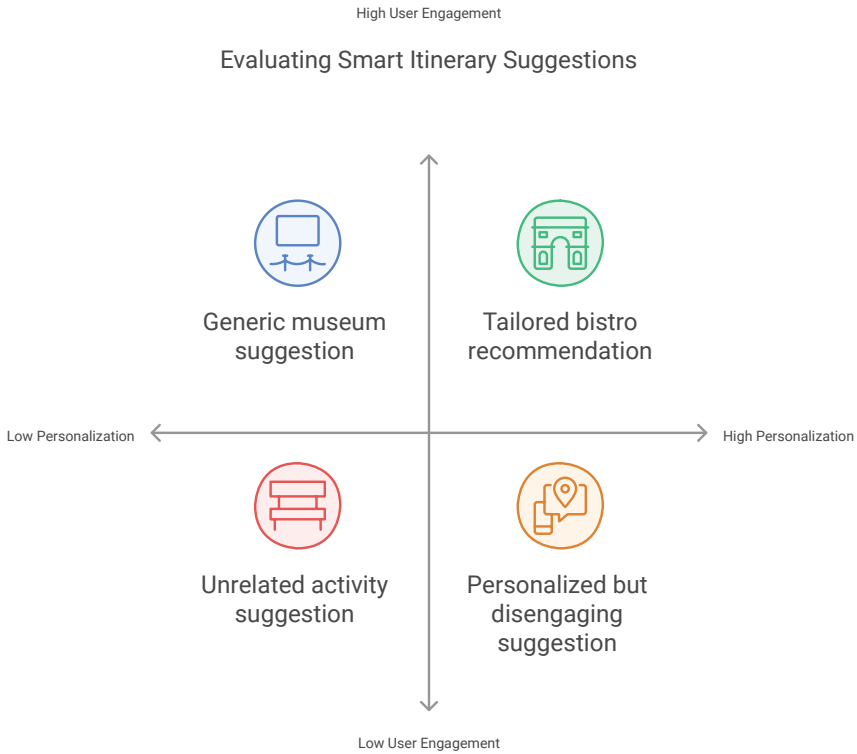 High User Engagement
Evaluating Smart Itinerary Suggestions
Generic museum
suggestion
Tailored bistro
recommendation
Low Personalization
High Personalization
Unrelated activity
suggestion
Personalized but
disengaging
suggestion
Low User Engagement